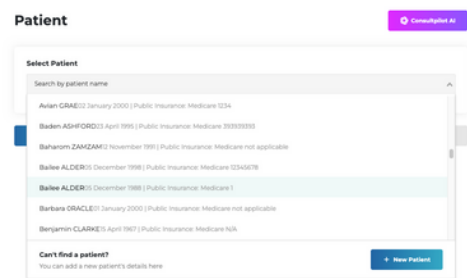 Patient
Consultpilot AI
Select Patient
Search by patient name
Avian GRAE02 January 2000 | Public Insurance: Medicare 1234
Baden ASHFORD23 April 1995 | Public Insurance: Medicare 393939393
Baharom ZAMZAM12 November 1991 | Public Insurance: Medicare not applicable
Bailee ALDER05 December 1998 | Public Insurance: Medicare 12345678
Bailee ALDER05 December 1988 | Public Insurance: Medicare 1
Barbara ORACLE01 January 2000 | Public Insurance: Medicare not applicable
Benjamin CLARKE15 April 1967 | Public Insurance: Medicare N/A
Can't find a patient?
You can add a new patient's details here
+ New Patient